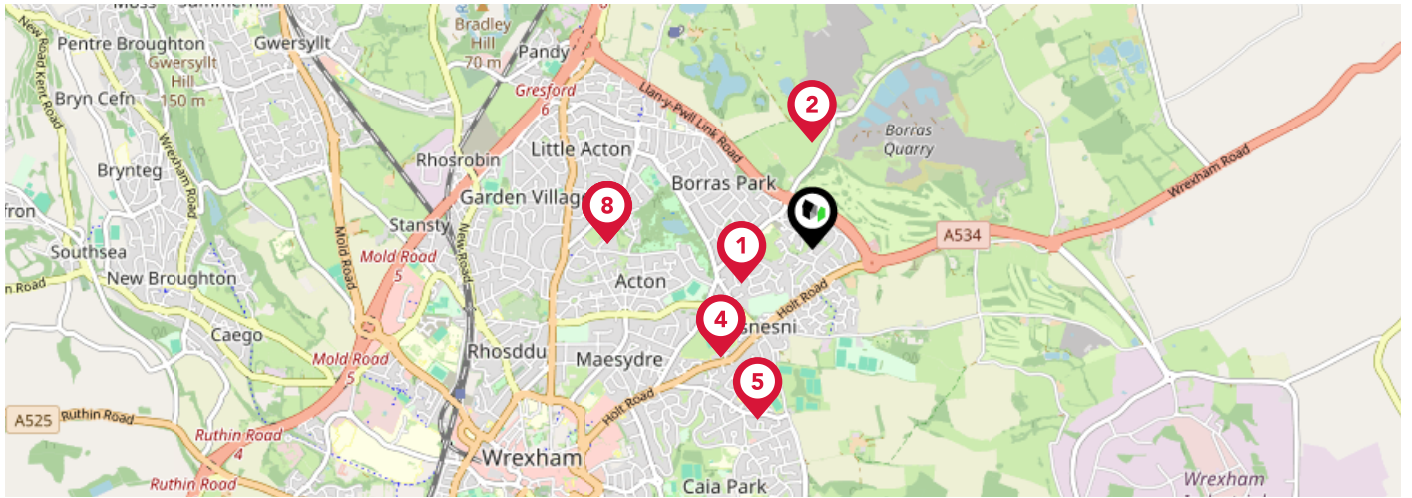 Pentre Broughton
Gwersyllt
Bradley
Hill
70 m
Pandy
Gwersyllt
Hill
150 m
Bryn Cefn
New Road
Kent Road
Gresford
6
Llan-y-Pwll Link Road
2
Borras
Quarry
Wrexham Road
Brynteg
Rhosrobin
Little Acton
Borras Park
Wrexham Road
Garden Village
8
Stansty
New Road
Mold Road
Southsea
Mold Road
5
1
A534
New Broughton
Acton
Holt Road
4
Caego
Rhosddu
Maesydre
Mold Road
5
5
Holt Road
A525
Ruthin Road
Ruthin Road
4
Wrexham
Ruthin Road
Caia Park
Wrexham